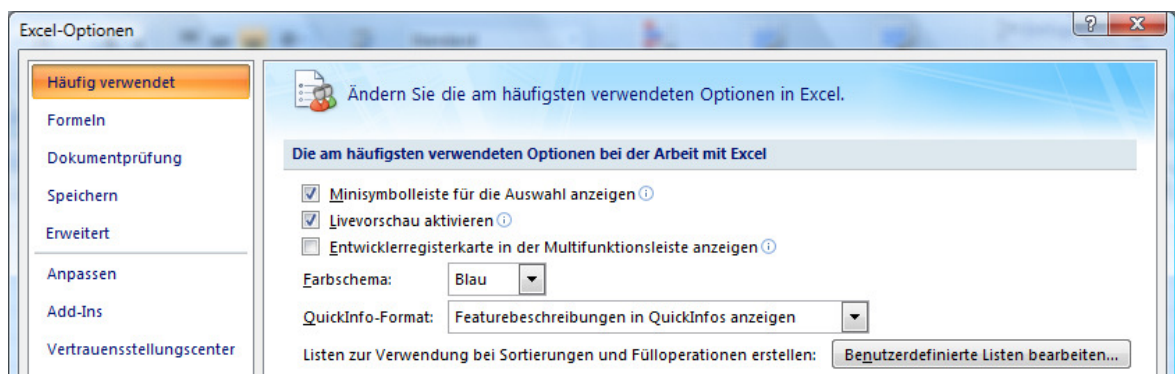 Excel-Optionen
Häufig verwendet
Formeln
Dokumentprüfung
Speichern
Erweitert
Anpassen
Add-Ins
Vertrauensstellungscenter
Ändern Sie die am häufigsten verwendeten Optionen in Excel.
Die am häufigsten verwendeten Optionen bei der Arbeit mit Excel
Minisymbolleiste für die Auswahl anzeigen
Livevorschau aktivieren
Entwicklerregisterkarte in der Multifunktionsleiste anzeigen
Farbschema: Blau
QuickInfo-Format: Featurebeschreibungen in QuickInfos anzeigen
Listen zur Verwendung bei Sortierungen und Fülloperationen erstellen: Benutzerdefinierte Listen bearbeiten...